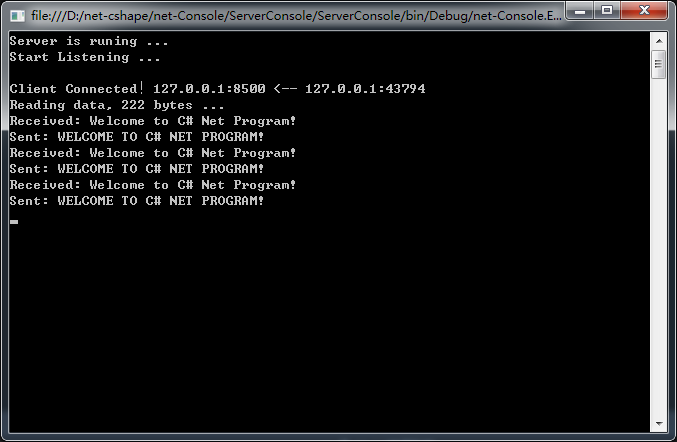 file:///D:/net-cshape/net-Console/ServerConsole/ServerConsole/bin/Debug/net-Console.E...
Server is runing ...
Start Listening ...
Client Connected! 127.0.0.1:8500 <-- 127.0.0.1:43794
Reading data, 222 bytes ...
Received: Welcome to C# Net Program!
Sent: WELCOME TO C# NET PROGRAM!
Received: Welcome to C# Net Program!
Sent: WELCOME TO C# NET PROGRAM!
Received: Welcome to C# Net Program!
Sent: WELCOME TO C# NET PROGRAM!